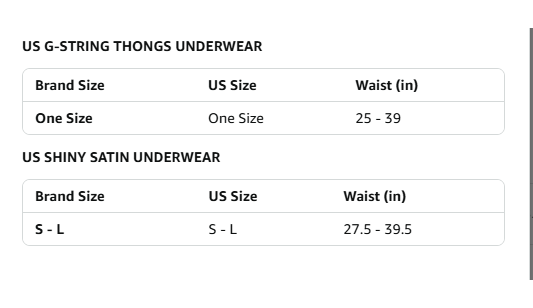 US G-STRING THONGS UNDERWEAR
Brand Size US Size Waist (in)
One Size One Size 25 - 39
US SHINY SATIN UNDERWEAR
Brand Size US Size Waist (in)
S - L S - L 27.5 - 39.5